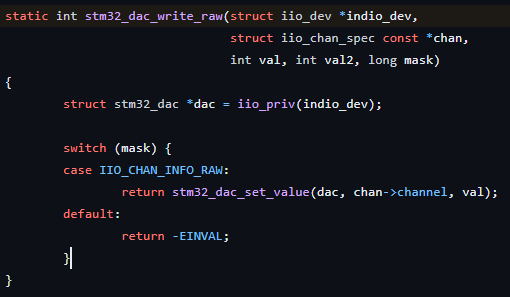 static int stm32_dac_write_raw(struct iio_dev *indio_dev,
                               struct iio_chan_spec const *chan,
                               int val, int val2, long mask)
{
        struct stm32_dac *dac = iio_priv(indio_dev);

        switch (mask) {
        case IIO_CHAN_INFO_RAW:
                return stm32_dac_set_value(dac, chan->channel, val);
        default:
                return -EINVAL;
        }
}